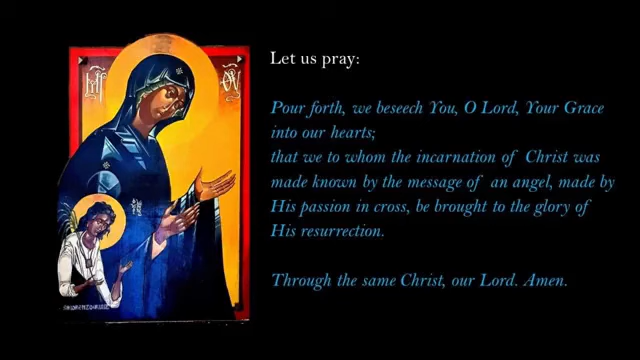 Let us pray:
Pour forth, we beseech You, O Lord, Your Grace
into our hearts;
that we to whom the incarnation of Christ was
made known by the message of an angel, made by
His passion in cross, be brought to the glory of
His resurrection.
Through the same Christ, our Lord. Amen.